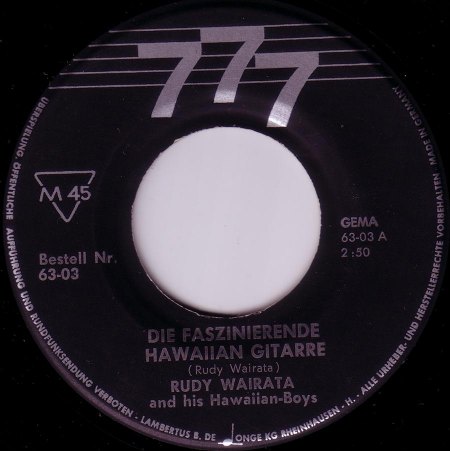 777
M 45
Bestell Nr.
63-03
GEMA
63-03 A
2:50
DIE FASZINIERENDE
HAWAIIAN GITARRE
(Rudy Wairata)
RUDY WAIRATA
and his Hawaiian-Boys
MADE IN GERMANY - ALLE URHEBER- UND HERSTELLERRECHTE VORBEHALTEN
ÜBERSPIELUNG, ÖFFENTLICHE AUFFÜHRUNG UND RUNDFUNKSENDUNG VERBOTEN - LAMBERTUS B. DE JONGE KG RHEINHAUSEN - H.